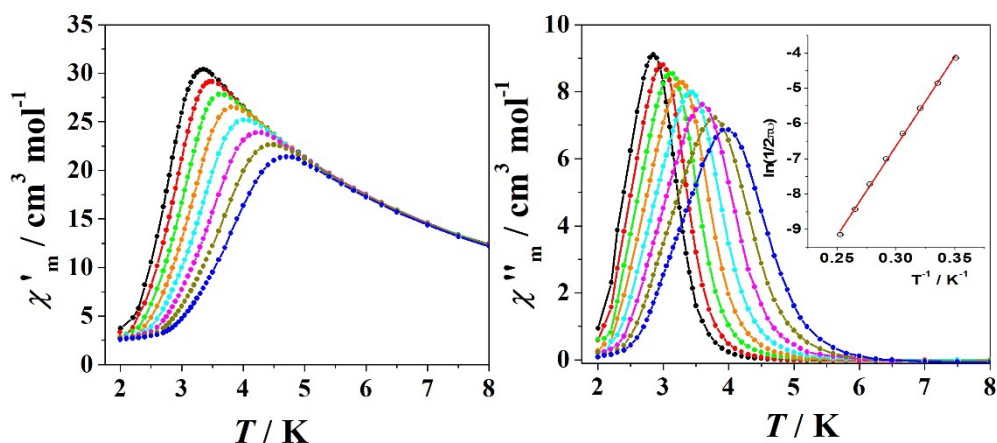 35
30
25
20
15
10
5
0
χ'm / cm³ mol⁻¹
2 3 4 5 6 7 8
T / K
10
8
6
4
2
0
χ''m / cm³ mol⁻¹
2 3 4 5 6 7 8
T / K
-4
-5
-6
-7
-8
-9
ln(1/2πυ)
0.25 0.30 0.35
T⁻¹ / K⁻¹